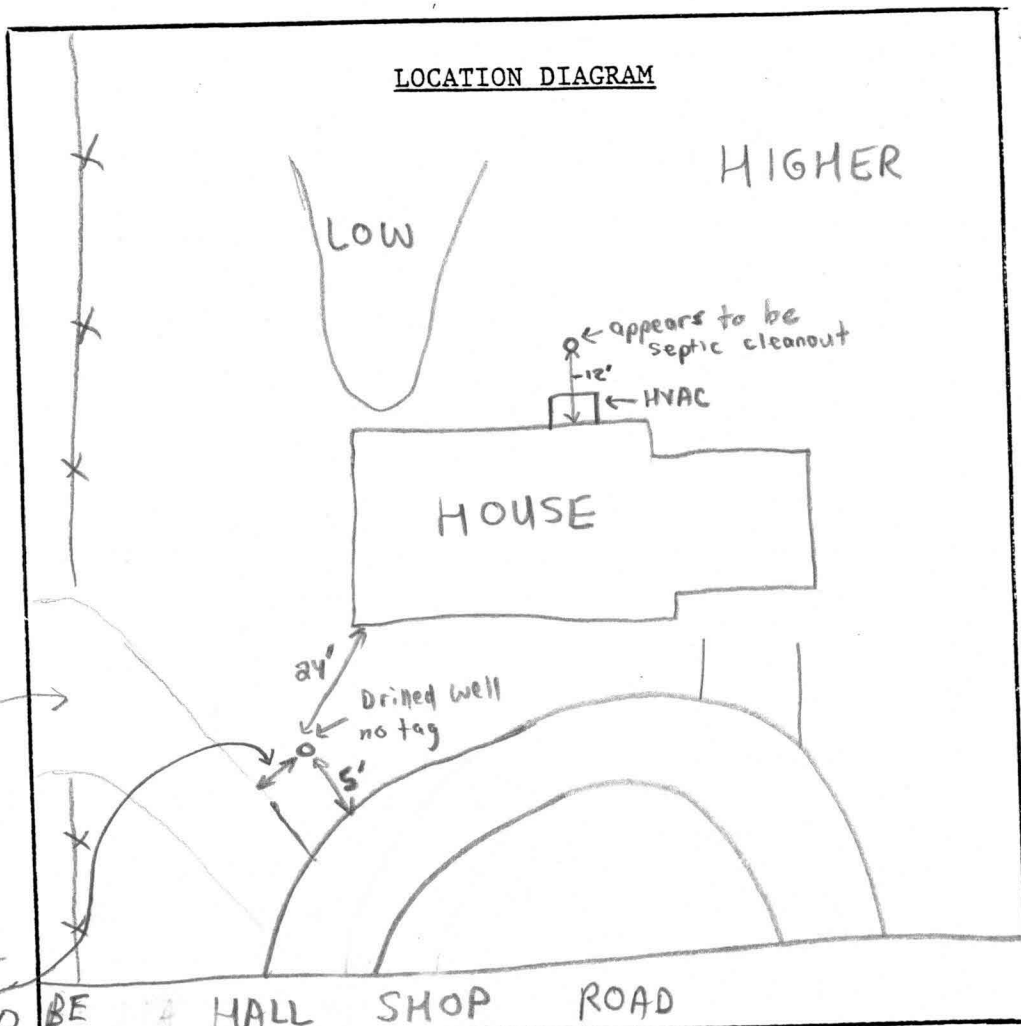 LOCATION DIAGRAM
HIGHER
LOW
appears to be
septic cleanout
12'
HVAC
HOUSE
24'
Drilled well
no tag
5'
BE HALL SHOP ROAD